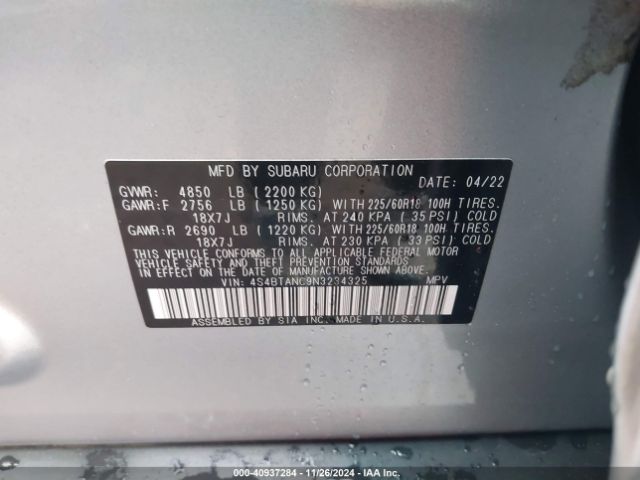 MFD BY SUBARU CORPORATION
DATE: 04/22
GVWR: 4850 LB (2200 KG)
GAWR:F 2756 LB (1250 KG) WITH 225/60R18 100H TIRES.
18X7J RIMS. AT 240 KPA (35 PSI) COLD
GAWR:R 2690 LB (1220 KG) WITH 225/60R18 100H TIRES.
18X7J RIMS. AT 230 KPA (33 PSI) COLD
THIS VEHICLE CONFORMS TO ALL APPLICABLE FEDERAL MOTOR
VEHICLE SAFETY AND THEFT PREVENTION STANDARDS
IN EFFECT ON THE DATE OF MANUFACTURE SHOWN ABOVE.
VIN: 4S4BTANC9N3234325 MPV
ASSEMBLED BY SIA INC. MADE IN U.S.A.
000-40937284 | 11/26/2024 - IAA Inc.